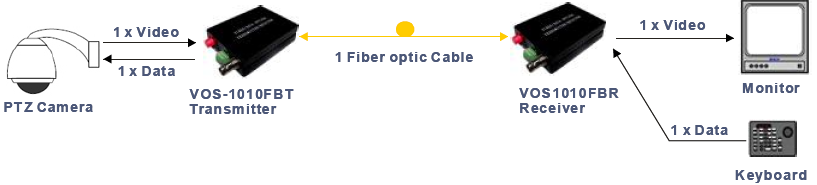 1 x Video
1 x Data
PTZ Camera
VOS-1010FBT
Transmitter
1 Fiber optic Cable
VOS1010FBR
Receiver
1 x Video
Monitor
1 x Data
Keyboard